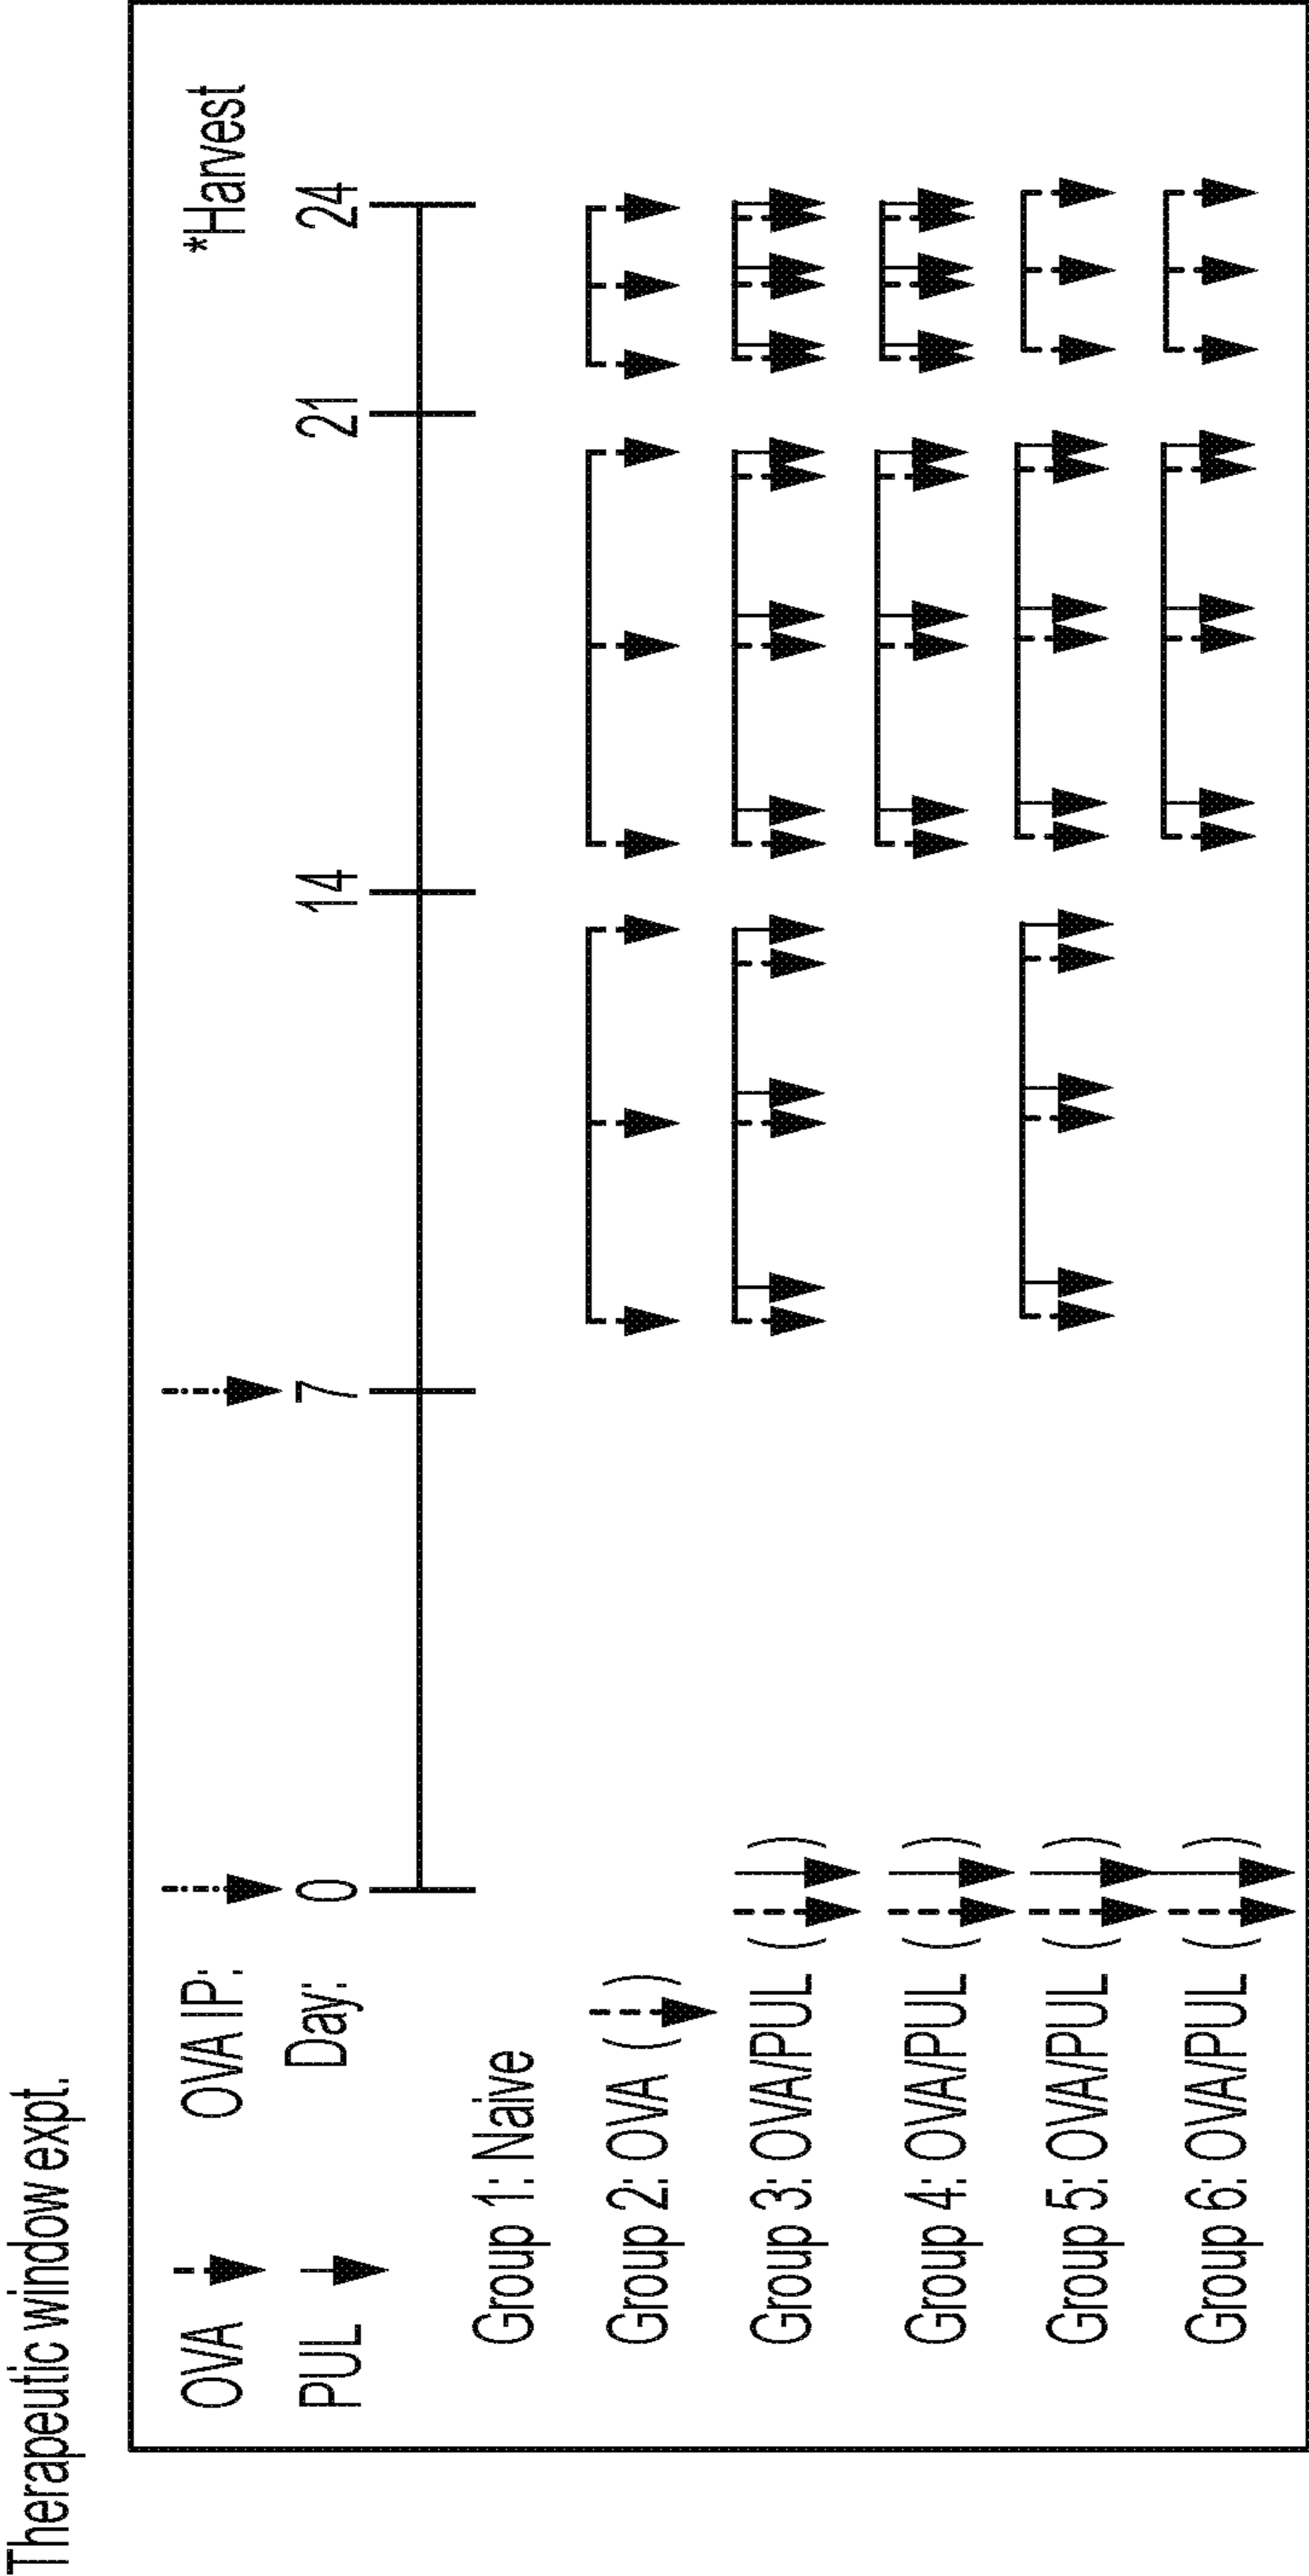 Therapeutic window expt.
OVA OVA IP:
*Harvest
PUL Day: 0 7 14 21 24
Group 1: Naive
Group 2: OVA ( )
Group 3: OVA/PUL ( )
Group 4: OVA/PUL ( )
Group 5: OVA/PUL ( )
Group 6: OVA/PUL ( )